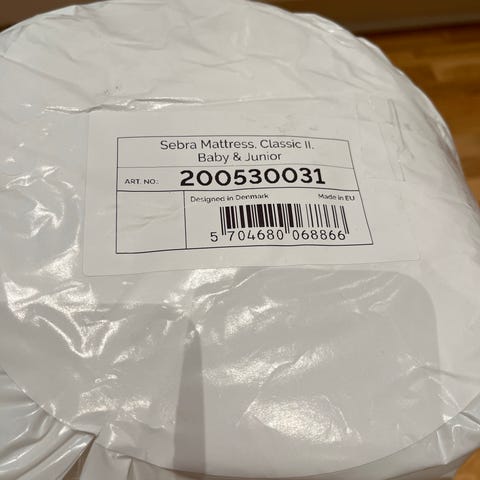 Sebra Mattress, Classic II,
Baby & Junior
ART. NO.: 200530031
Designed in Denmark Made in EU
5 704680 068866